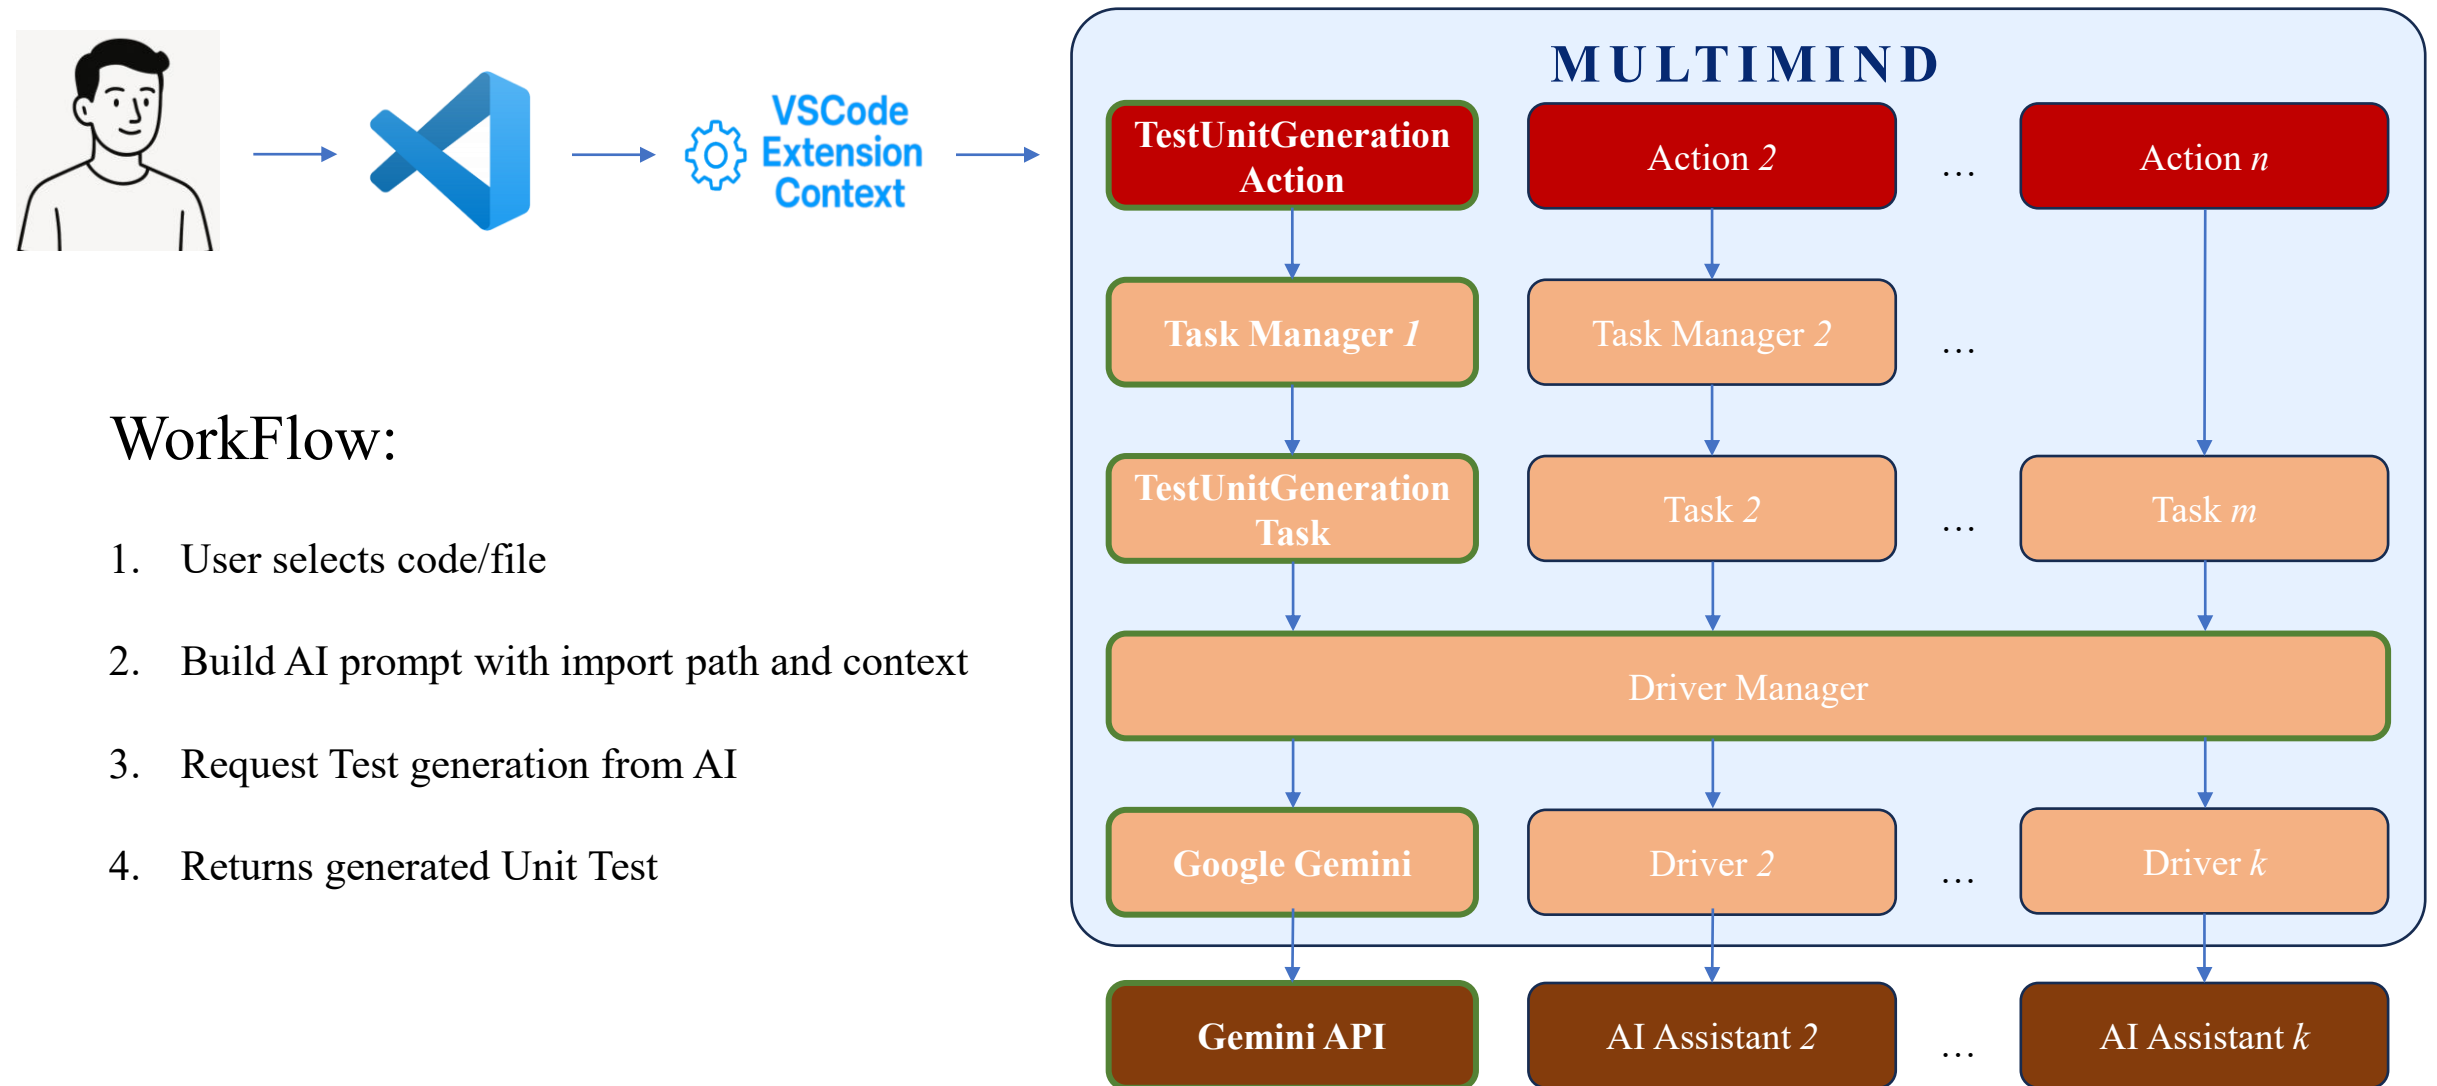 MULTIMIND
VSCode
Extension
Context
TestUnitGeneration
Action
Action 2
...
Action n
Task Manager 1
Task Manager 2
...
TestUnitGeneration
Task
Task 2
...
Task m
Driver Manager
Google Gemini
Driver 2
...
Driver k
Gemini API
AI Assistant 2
...
AI Assistant k
WorkFlow:
1. User selects code/file
2. Build AI prompt with import path and context
3. Request Test generation from AI
4. Returns generated Unit Test